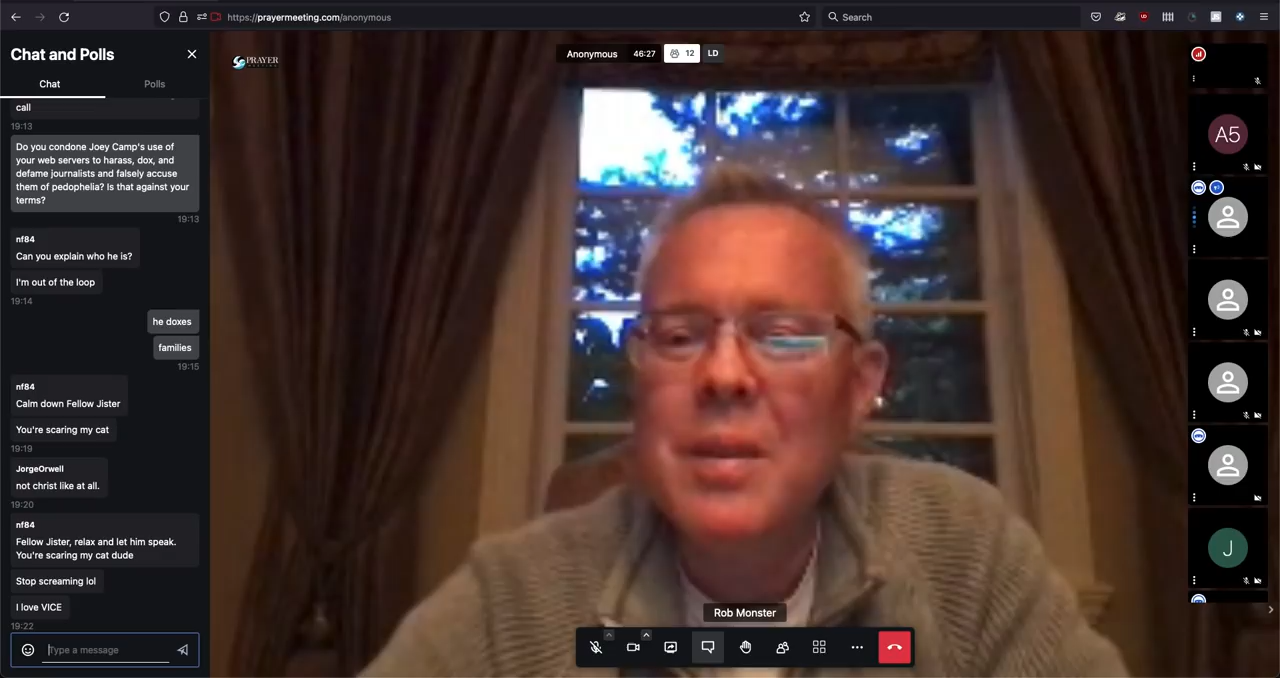 https://prayermeeting.com/anonymous
Search
Chat and Polls
Chat
Polls
call
19:13
Do you condone Joey Camp's use of
your web servers to harass, dox, and
defame journalists and falsely accuse
them of pedophelia? Is that against your
terms?
19:13
nf84
Can you explain who he is?
I'm out of the loop
19:14
he doxes
families
19:15
nf84
Calm down Fellow Jister
You're scaring my cat
19:19
JorgeOrwell
not christ like at all.
19:20
nf84
Fellow Jister, relax and let him speak.
You're scaring my cat dude
Stop screaming lol
I love VICE
19:22
Type a message
PRAYER
MEETING
Anonymous 46:27 12 LD
Rob Monster
A5
J